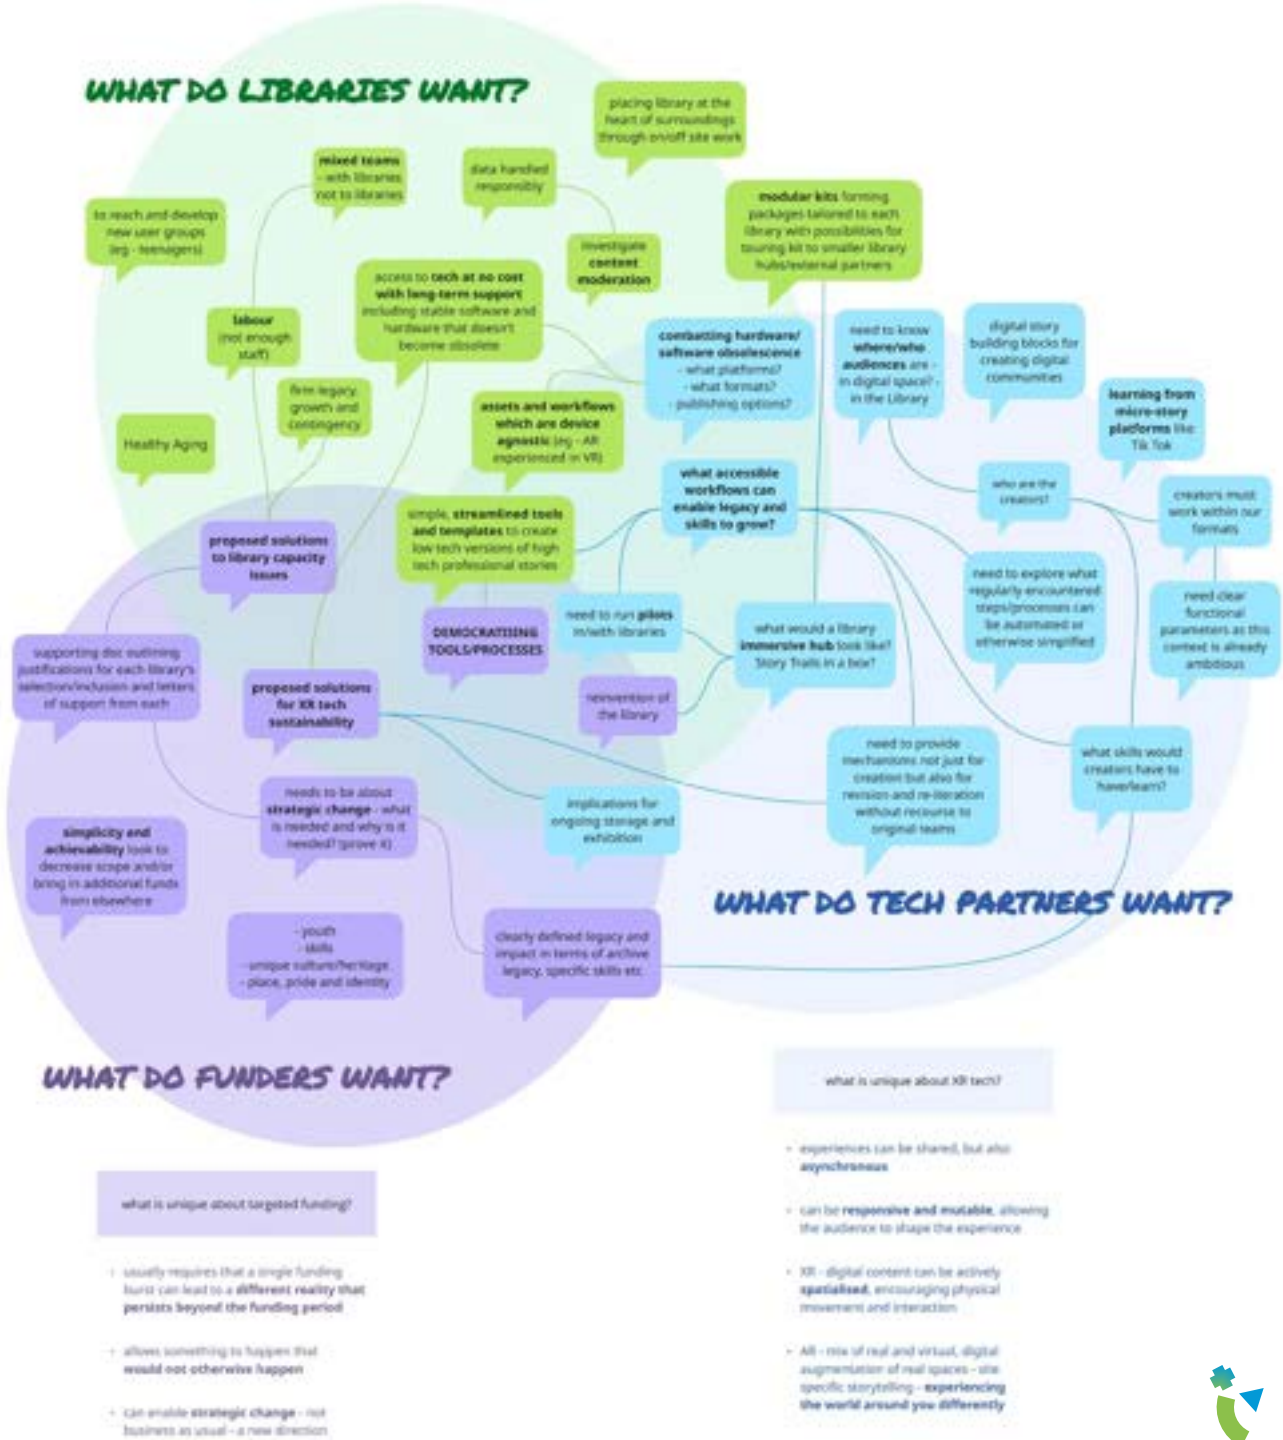 WHAT DO LIBRARIES WANT?
placing library at the
heart of surroundings
through on/off site work
mixed teams
- with libraries
not to libraries
data handled
responsibly
modular kits forming
packages tailored to each
library with possibilities for
touring kit to smaller library
hubs/external partners
to reach and develop
new user groups
(eg - teenagers)
investigate
content
moderation
access to tech at no cost
with long-term support
including stable software and
hardware that doesn't
become obsolete
labour
(not enough
staff)
combatting hardware/
software obsolescence
- what platforms?
- what formats?
- publishing options?
need to know
where/who
audiences are -
in digital space? -
in the Library
digital story
building blocks for
creating digital
communities
firm legacy,
growth and
contingency
learning from
micro-story
platforms like
Tik Tok
assets and workflows
which are device
agnostic (eg - AR
experienced in VR)
Healthy Aging
what accessible
workflows can
enable legacy and
skills to grow?
who are the
creators?
creators must
work within our
formats
simple, streamlined tools
and templates to create
low tech versions of high
tech professional stories
proposed solutions
to library capacity
issues
need to explore what
regularly encountered
steps/processes can
be automated or
otherwise simplified
need clear
functional
parameters as this
context is already
ambitious
DEMOCRATISING
TOOLS/PROCESSES
need to run pilots
in/with libraries
what would a library
immersive hub look like?
Story Trails in a box?
supporting doc outlining
justifications for each library's
selection/inclusion and letters
of support from each
proposed solutions
for XR tech
sustainability
reinvention of
the library
need to provide
mechanisms not just for
creation but also for
revision and re-iteration
without recourse to
original teams
what skills would
creators have to
have/learn?
needs to be about
strategic change - what
is needed and why is it
needed? (prove it)
implications for
ongoing storage and
exhibition
simplicity and
achievability look to
decrease scope and/or
bring in additional funds
from elsewhere
WHAT DO TECH PARTNERS WANT?
- youth
- skills
- unique culture/heritage
- place, pride and identity
clearly defined legacy and
impact in terms of archive
legacy, specific skills etc
WHAT DO FUNDERS WANT?
what is unique about XR tech?
• experiences can be shared, but also
asynchronous
• can be responsive and mutable, allowing
the audience to shape the experience
• XR - digital content can be actively
spatialised, encouraging physical
movement and interaction
• AR - mix of real and virtual, digital
augmentation of real spaces - site
specific storytelling - experiencing
the world around you differently
what is unique about targeted funding?
• usually requires that a single funding
burst can lead to a different reality that
persists beyond the funding period
• allows something to happen that
would not otherwise happen
• can enable strategic change - not
business as usual - a new direction